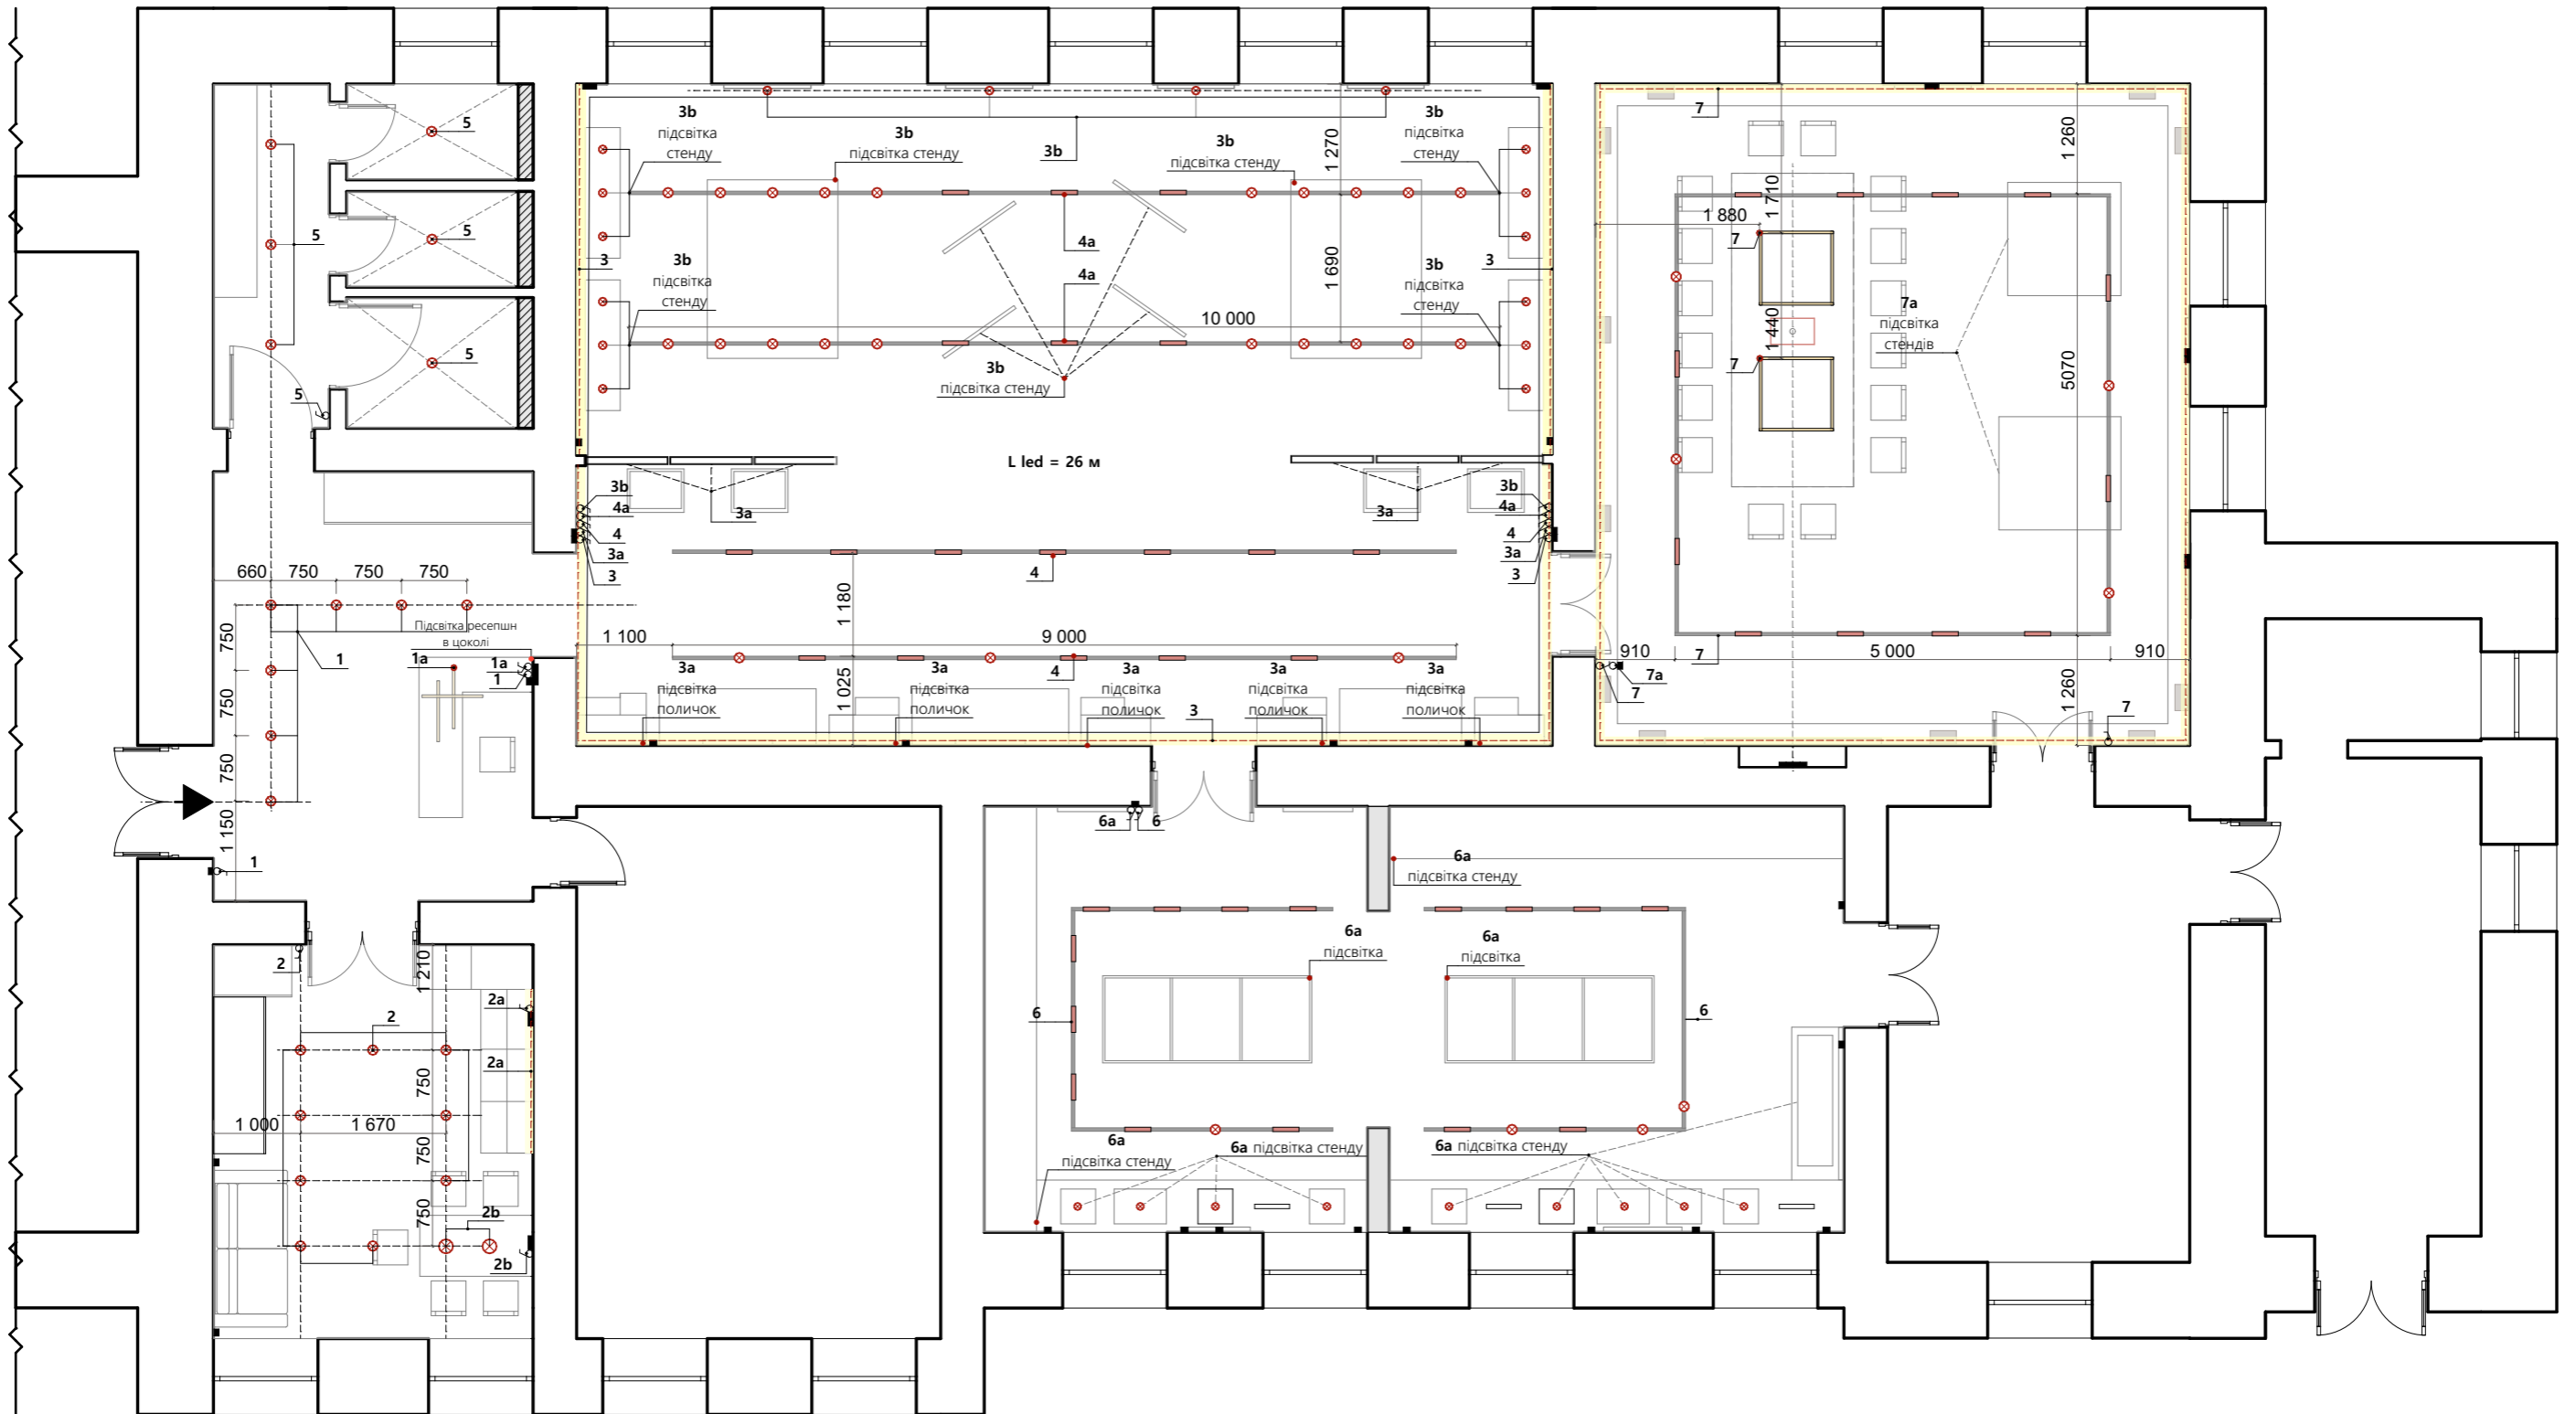 3b
підсвітка
стенду
3b
підсвітка стенду
3b
3b
підсвітка стенду
3b
підсвітка
стенду
1 270
7
1 260
5
5
5
5
5
3
3b
підсвітка
стенду
4a
4a
1 690
10 000
3b
підсвітка
стенду
3
3b
підсвітка стенду
1 880
1 710
7
1 440
7
7a
підсвітка
стендів
5070
L led = 26 м
3b
4a
4
3a
3
3a
3a
3b
4a
4
3a
3
4
1 180
660
750
750
750
750
750
750
1 150
1
Підсвітка ресепшн
в цоколі
1a
1a
1
1
1 100
9 000
4
1 025
3a
підсвітка
поличок
3a
підсвітка
поличок
3a
підсвітка
поличок
3a
підсвітка
поличок
3a
підсвітка
поличок
3
910
5 000
910
7
7a
7
1 260
7
6a
6
6a
підсвітка стенду
6a
підсвітка
6a
підсвітка
6
6
6a
підсвітка стенду
6a підсвітка стенду
6a підсвітка стенду
2
1 210
2
2a
2a
750
1 000
1 670
750
750
2b
2b